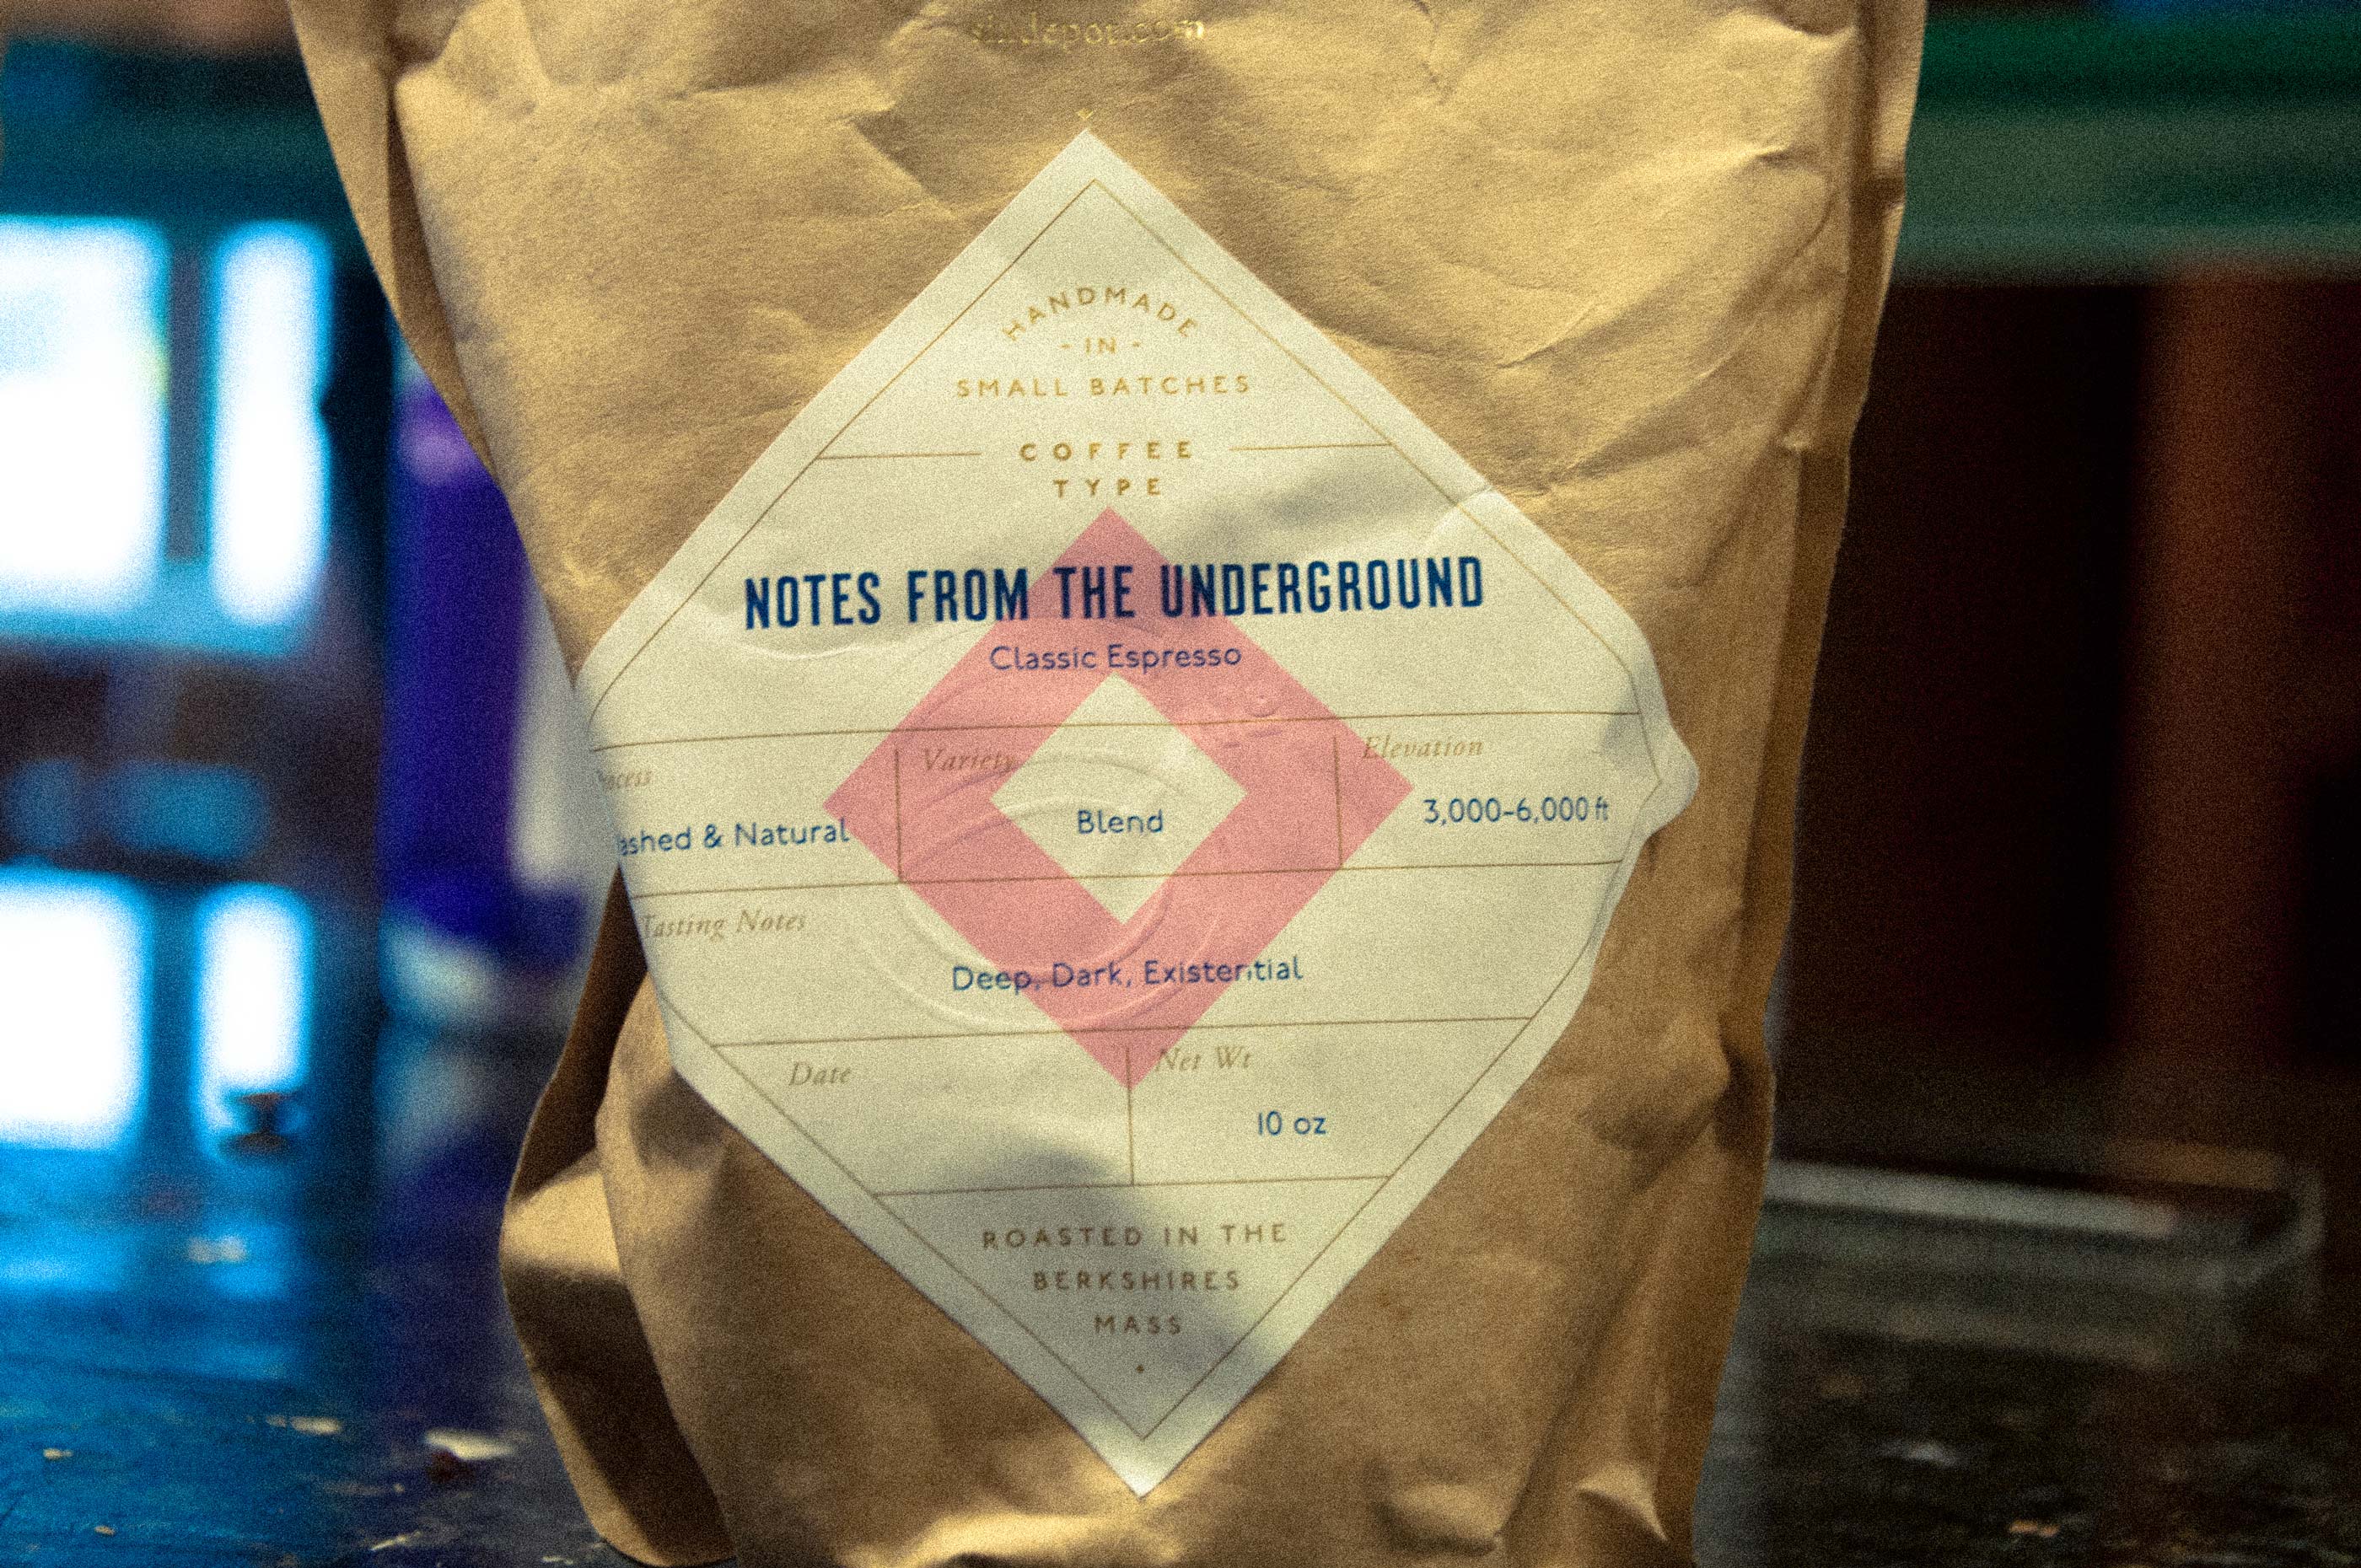 HANDMADE
- IN -
SMALL BATCHES
COFFEE
TYPE
NOTES FROM THE UNDERGROUND
Classic Espresso
Variety
Elevation
& Natural
Blend
3,000-6,000 ft
Tasting Notes
Deep, Dark, Existential
Date
Net Wt
10 oz
ROASTED IN THE
BERKSHIRES
MASS